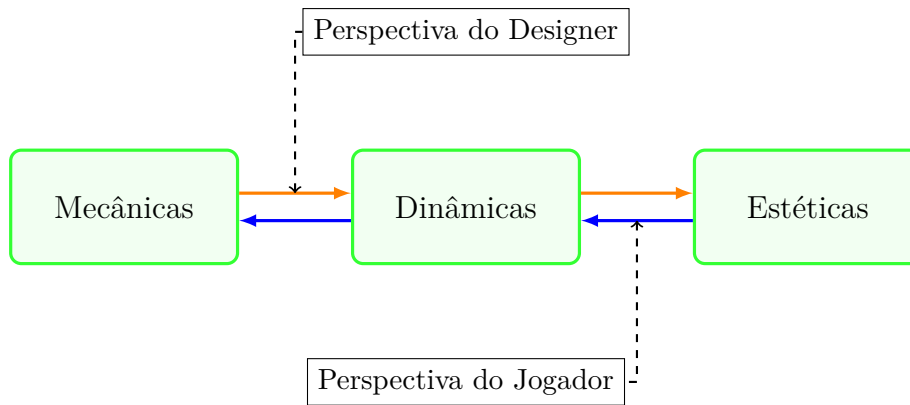 Perspectiva do Designer
Mecânicas
Dinâmicas
Estéticas
Perspectiva do Jogador